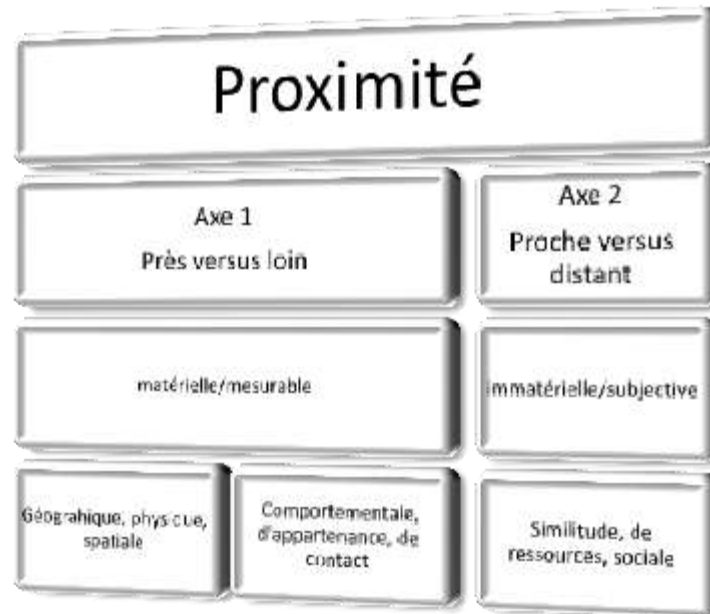 Proximité
Axe 1
Près versus loin
Axe 2
Proche versus
distant
matérielle/mesurable
immatérielle/subjective
Géograhique, physique,
spatiale
Comportementale,
d'appartenance, de
contact
Similitude, de
ressources, sociale